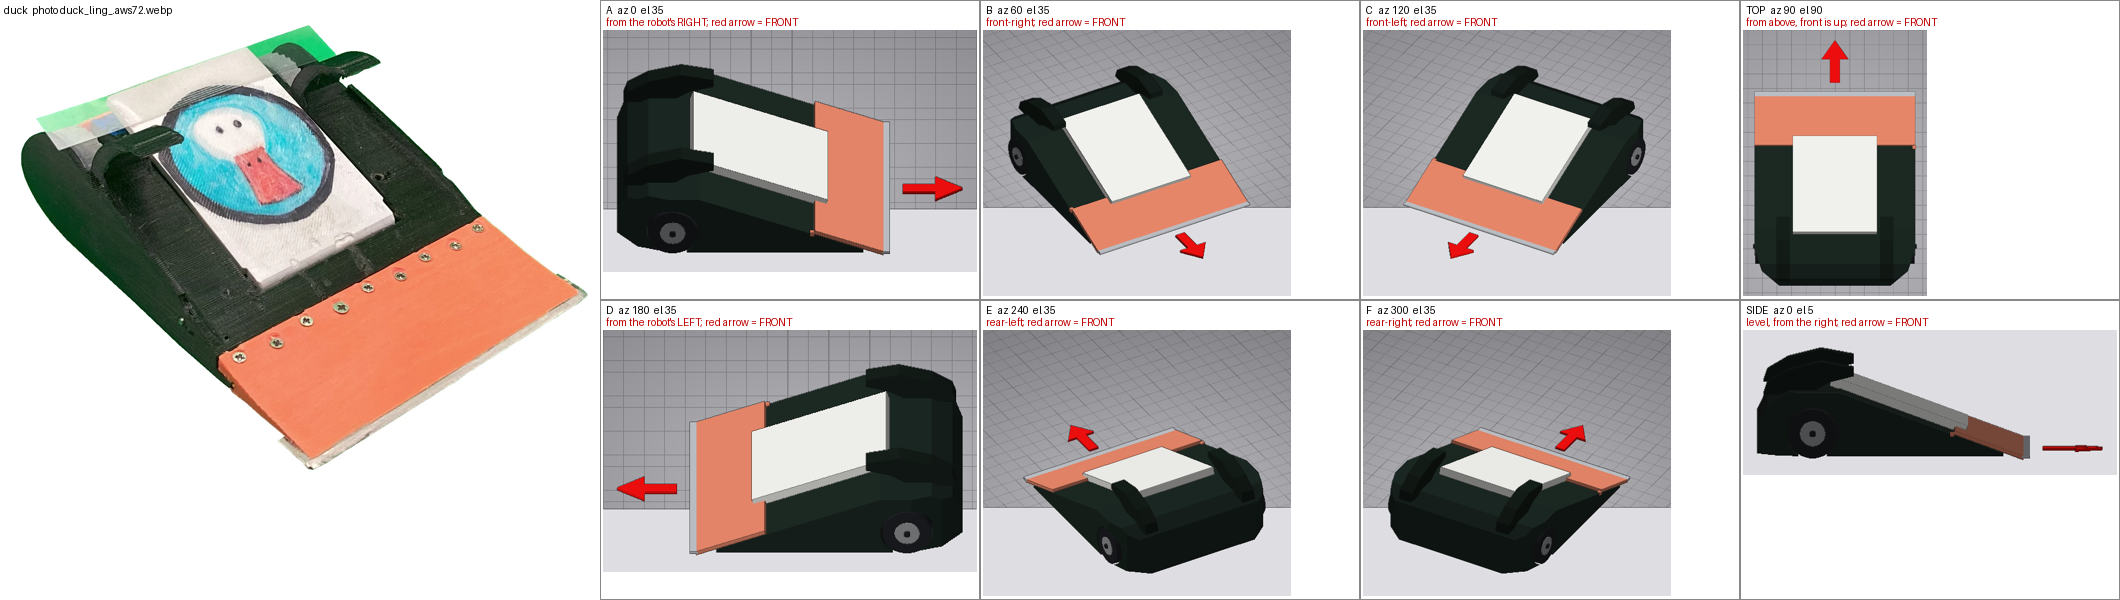 duck photo duck_ling_aws72.webp
A az 0 el 35
from the robot's RIGHT; red arrow = FRONT
B az 60 el 35
front-right; red arrow = FRONT
C az 120 el 35
front-left; red arrow = FRONT
TOP az 90 el 90
from above, front is up; red arrow = FRONT
D az 180 el 35
from the robot's LEFT; red arrow = FRONT
E az 240 el 35
rear-left; red arrow = FRONT
F az 300 el 35
rear-right; red arrow = FRONT
SIDE az 0 el 5
level, from the right; red arrow = FRONT